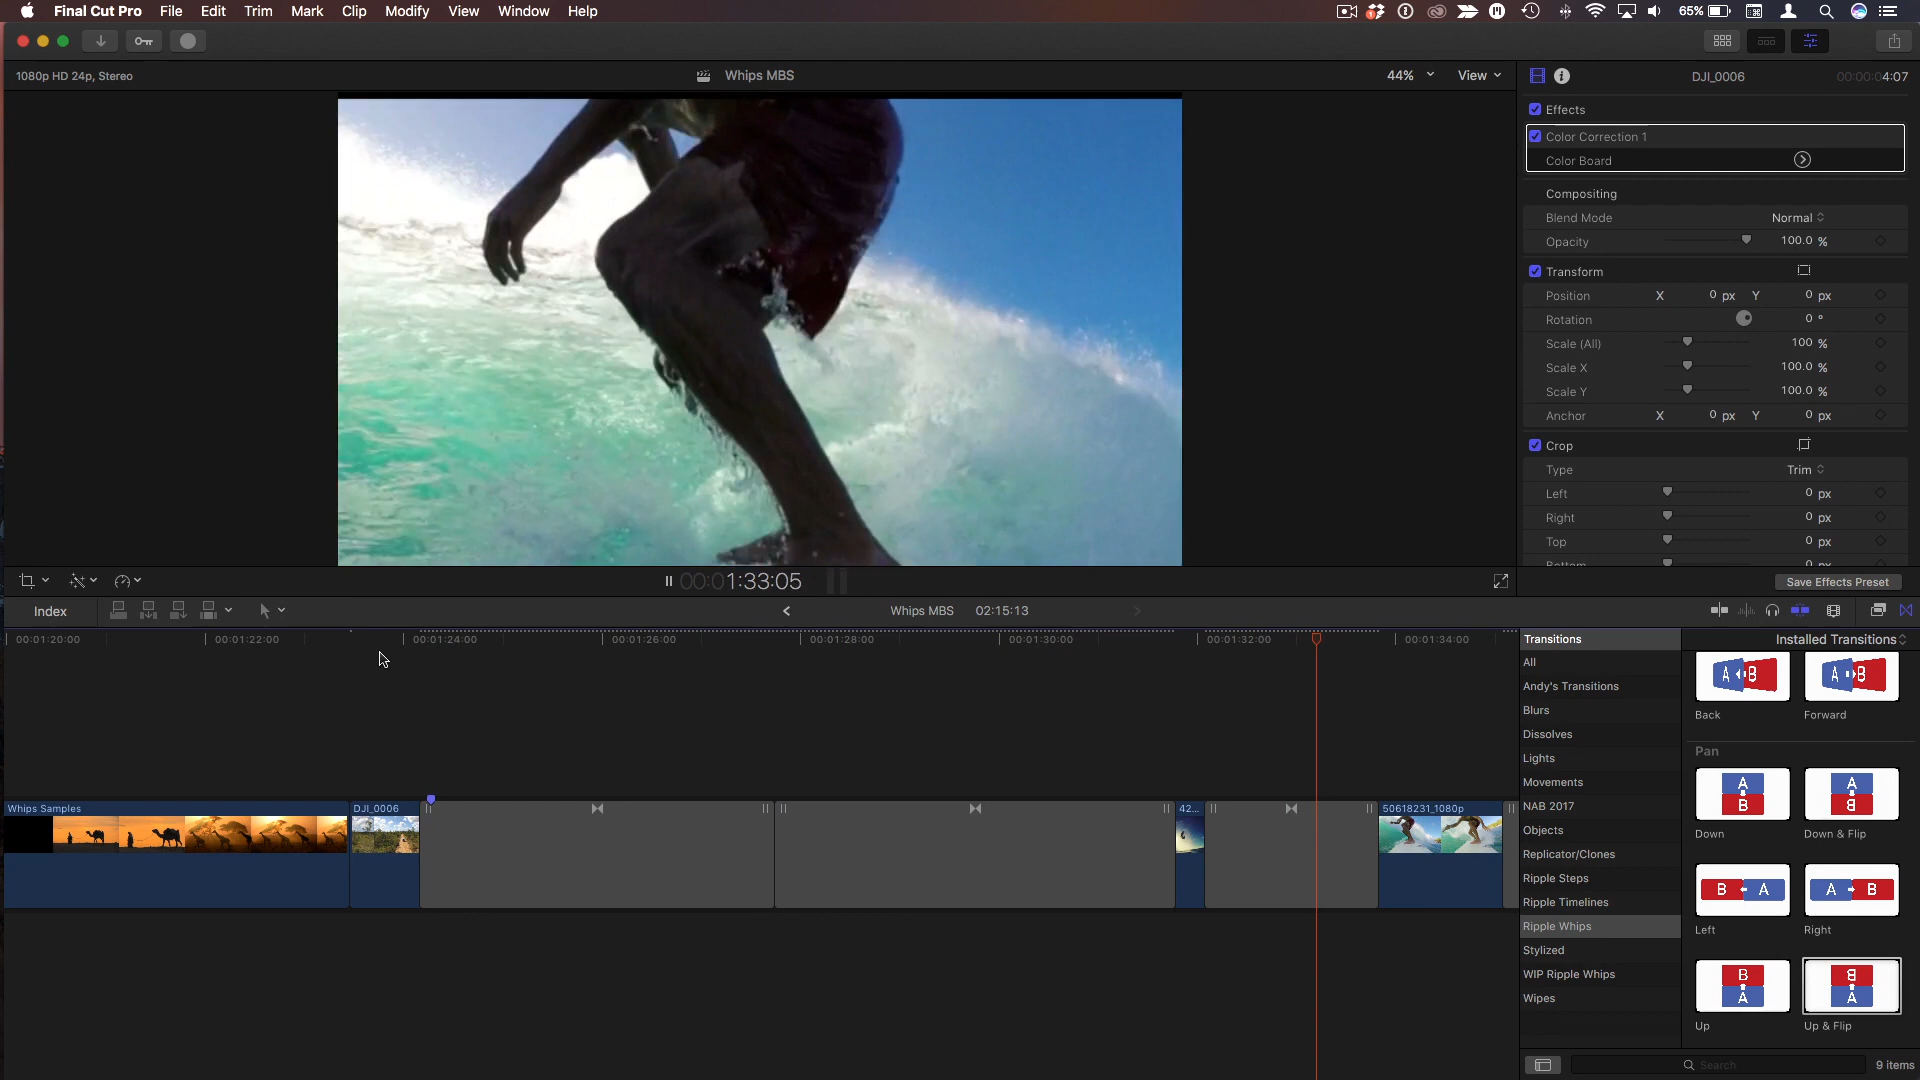 Final Cut Pro File Edit Trim Mark Clip Modify View Window Help 65%
1080p HD 24p, Stereo
Whips MBS
44% View
DJI_0006
00:00:04:07
Effects
Color Correction 1
Color Board
Compositing
Blend Mode Normal
Opacity 100.0 %
Transform
Position X 0 px Y 0 px
Rotation 0 °
Scale (All) 100 %
Scale X 100.0 %
Scale Y 100.0 %
Anchor X 0 px Y 0 px
Crop
Type Trim
Left 0 px
Right 0 px
Top 0 px
Bottom 0 px
Save Effects Preset
00:01:33:05
Index
Whips MBS 02:15:13
00:01:20:00 00:01:22:00 00:01:24:00 00:01:26:00 00:01:28:00 00:01:30:00 00:01:32:00 00:01:34:00
Whips Samples
DJI_0006
42...
50618231_1080p
Transitions
Installed Transitions
All
Andy's Transitions
Blurs
Dissolves
Lights
Movements
NAB 2017
Objects
Replicator/Clones
Ripple Steps
Ripple Timelines
Ripple Whips
Stylized
WIP Ripple Whips
Wipes
A B
A B
Back Forward
Pan
A A
B B
Down Down & Flip
B A
A B
Left Right
B B
A A
Up Up & Flip
Search
9 items